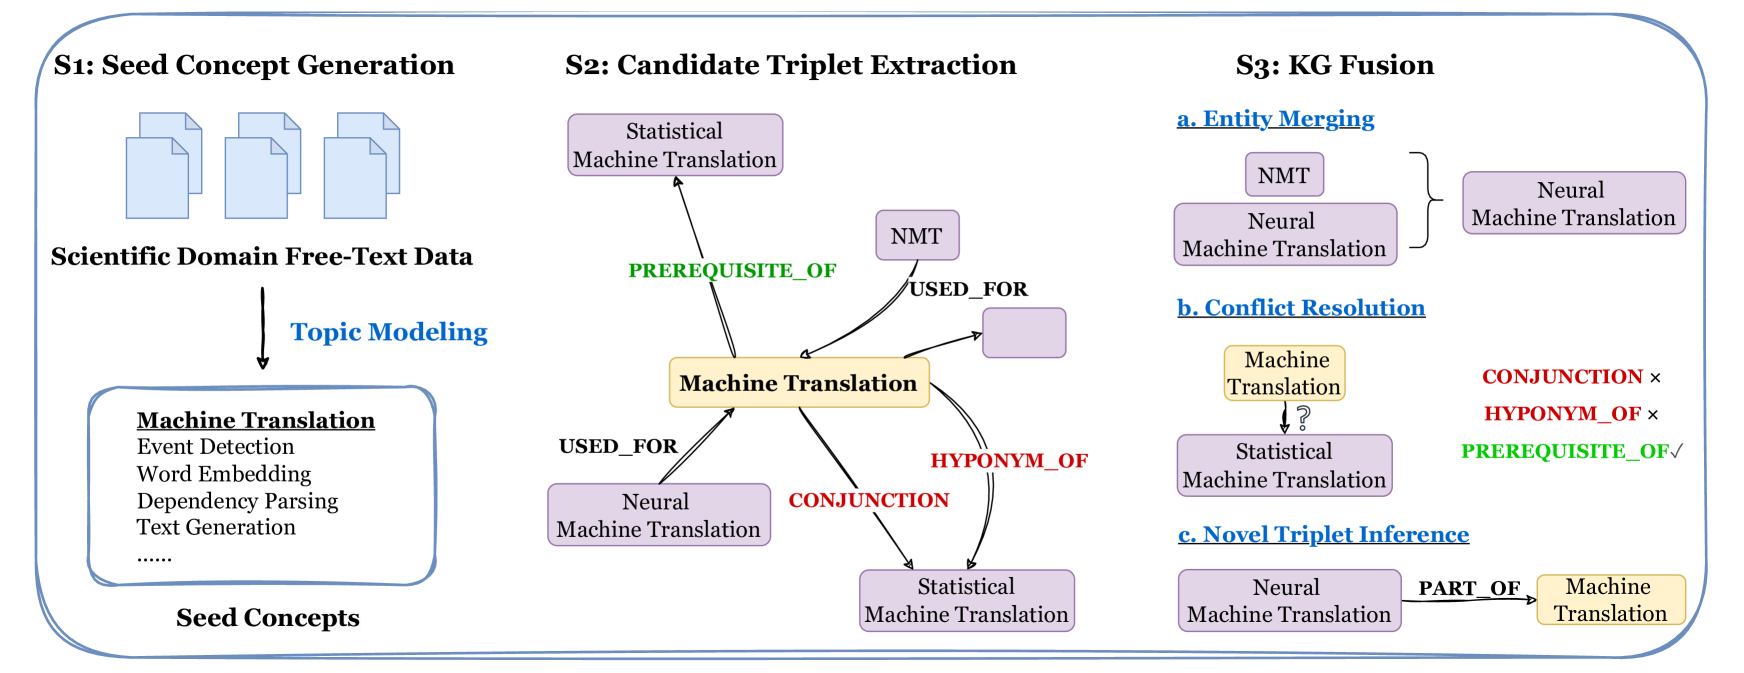 S1: Seed Concept Generation
Scientific Domain Free-Text Data
Topic Modeling
Machine Translation
Event Detection
Word Embedding
Dependency Parsing
Text Generation
......
Seed Concepts
S2: Candidate Triplet Extraction
Statistical
Machine Translation
NMT
PREREQUISITE_OF
USED_FOR
Machine Translation
USED_FOR
HYPONYM_OF
CONJUNCTION
Neural
Machine Translation
Statistical
Machine Translation
S3: KG Fusion
a. Entity Merging
NMT
Neural
Machine Translation
Neural
Machine Translation
b. Conflict Resolution
Machine
Translation
?
Statistical
Machine Translation
CONJUNCTION ×
HYPONYM_OF ×
PREREQUISITE_OF✓
c. Novel Triplet Inference
Neural
Machine Translation
PART_OF
Machine
Translation